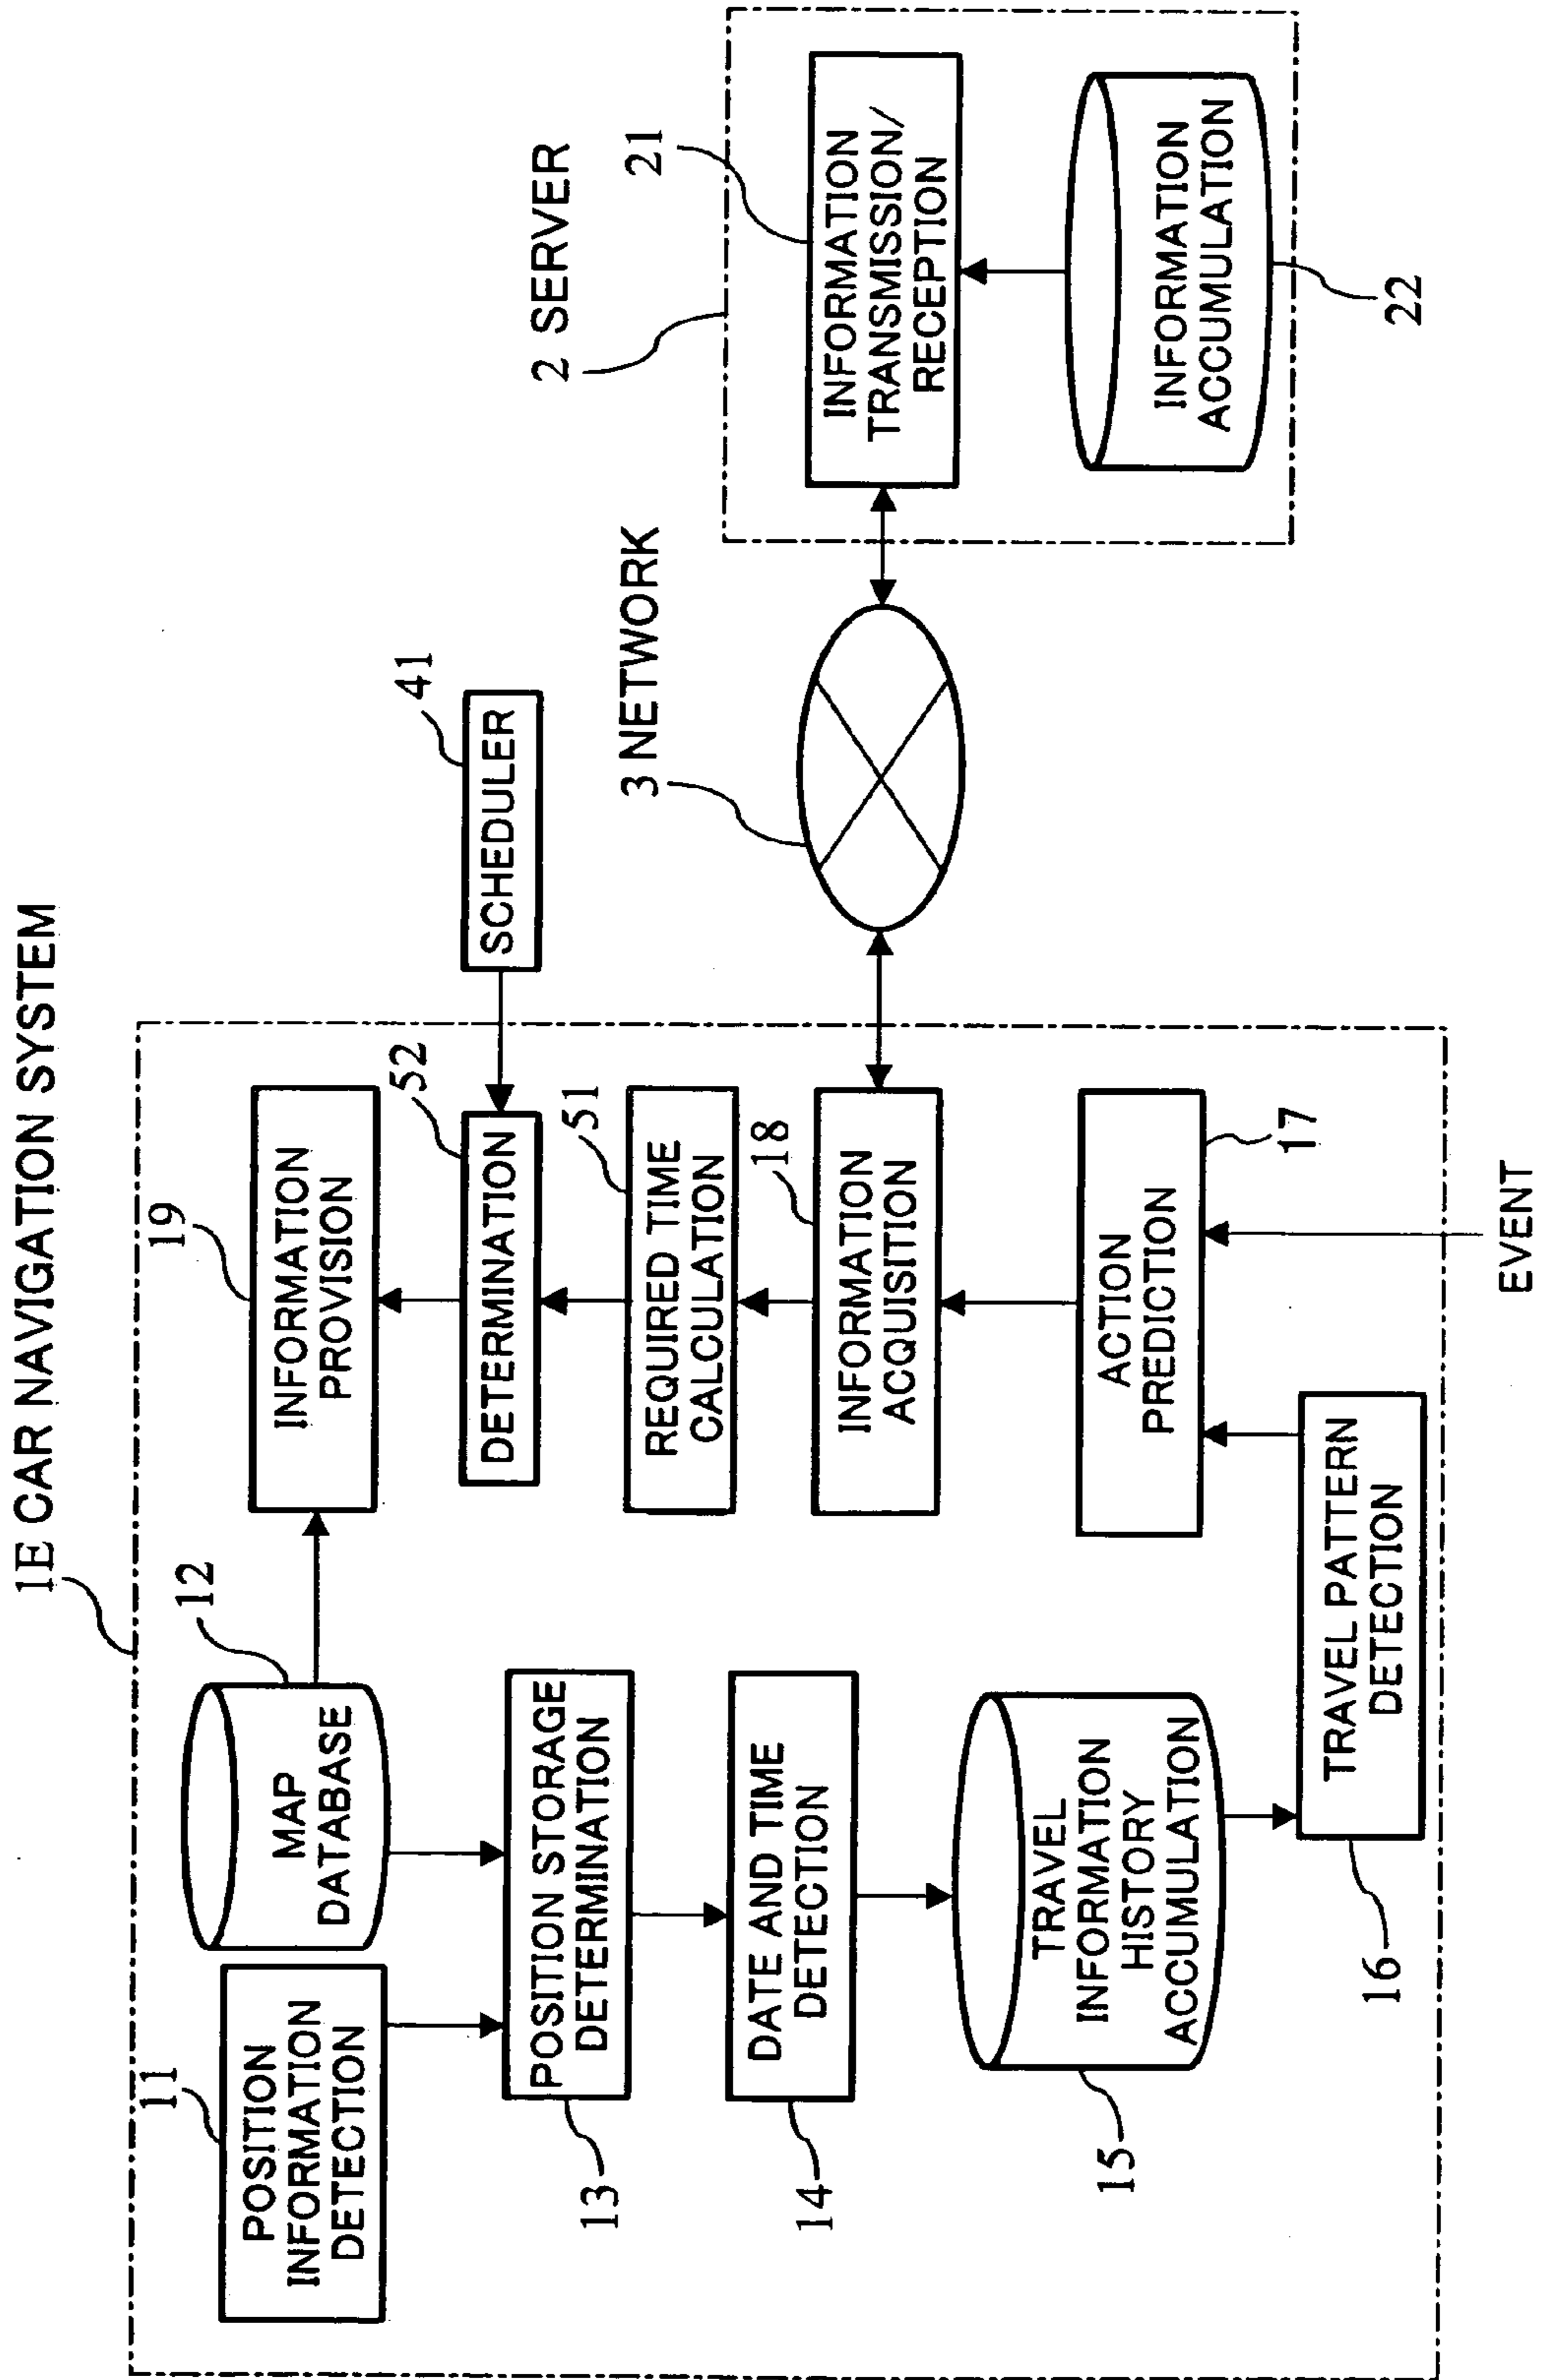 1E CAR NAVIGATION SYSTEM
11
POSITION
INFORMATION
DETECTION
12
MAP
DATABASE
POSITION STORAGE
DETERMINATION
13
DATE AND TIME
DETECTION
14
TRAVEL
INFORMATION
HISTORY
ACCUMULATION
15
TRAVEL PATTERN
DETECTION
16
19
INFORMATION
PROVISION
52
DETERMINATION
51
REQUIRED TIME
CALCULATION
18
INFORMATION
ACQUISITION
ACTION
PREDICTION
17
EVENT
41
SCHEDULER
3 NETWORK
2 SERVER
21
INFORMATION
TRANSMISSION/
RECEPTION
INFORMATION
ACCUMULATION
22